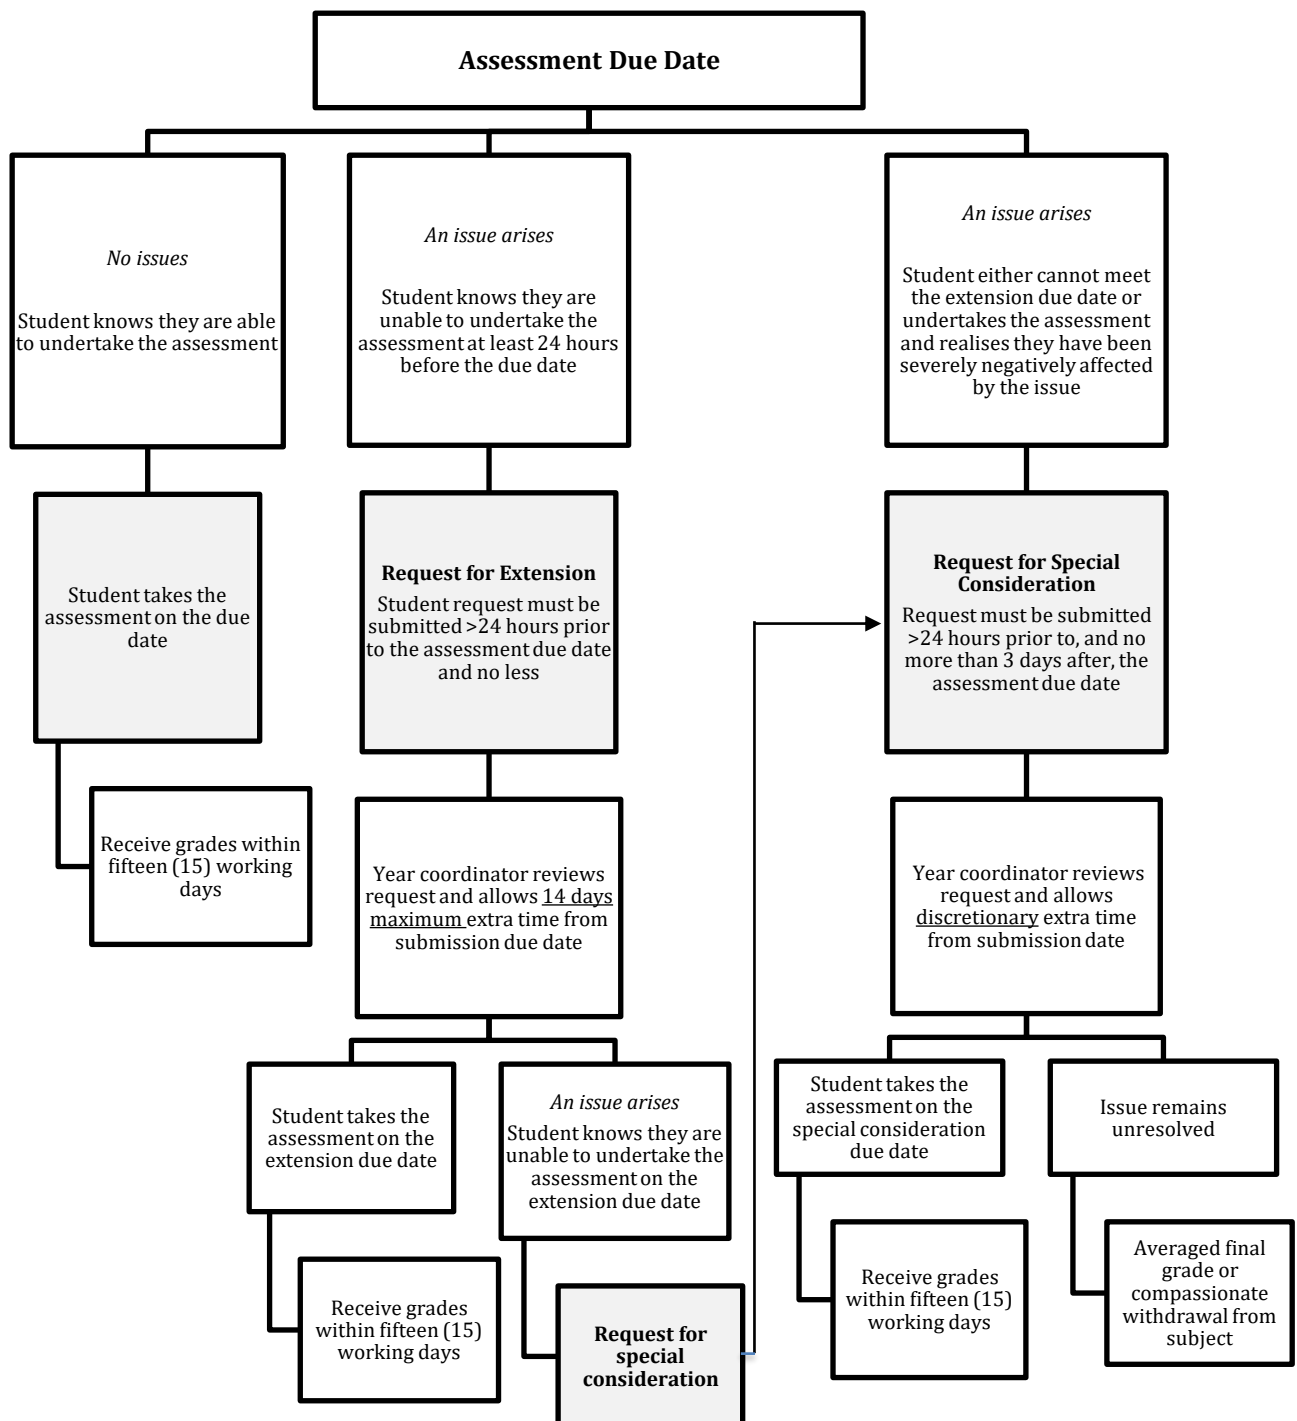 Assessment Due Date
No issues
Student knows they are able
to undertake the assessment
An issue arises
Student knows they are
unable to undertake the
assessment at least 24 hours
before the due date
An issue arises
Student either cannot meet
the extension due date or
undertakes the assessment
and realises they have been
severely negatively affected
by the issue
Student takes the
assessment on the due
date
Request for Extension
Student request must be
submitted >24 hours prior
to the assessment due date
and no less
Request for Special
Consideration
Request must be submitted
>24 hours prior to, and no
more than 3 days after, the
assessment due date
Receive grades within
fifteen (15) working
days
Year coordinator reviews
request and allows 14 days
maximum extra time from
submission due date
Year coordinator reviews
request and allows
discretionary extra time
from submission date
Student takes the
assessment on the
extension due date
An issue arises
Student knows they are
unable to undertake the
assessment on the
extension due date
Student takes the
assessment on the
special consideration
due date
Issue remains
unresolved
Receive grades
within fifteen (15)
working days
Request for
special
consideration
Receive grades
within fifteen (15)
working days
Averaged final
grade or
compassionate
withdrawal from
subject